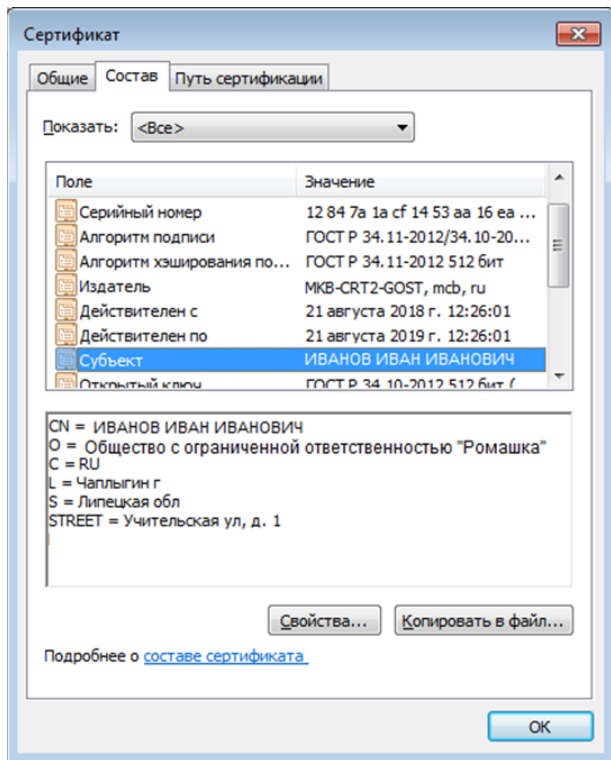 Сертификат
Общие Состав Путь сертификации
Показать: <Все>
Поле Значение
Серийный номер 12 84 7a 1a cf 14 53 aa 16 ea ...
Алгоритм подписи ГОСТ Р 34.11-2012/34.10-20...
Алгоритм хэширования по... ГОСТ Р 34.11-2012 512 бит
Издатель MKB-CRT2-GOST, mcb, ru
Действителен с 21 августа 2018 г. 12:26:01
Действителен по 21 августа 2019 г. 12:26:01
Субъект ИВАНОВ ИВАН ИВАНОВИЧ
Открытый ключ ГОСТ Р 34.10-2012 512 бит (
CN = ИВАНОВ ИВАН ИВАНОВИЧ
O = Общество с ограниченной ответственностью "Ромашка"
C = RU
L = Чаплыгин г
S = Липецкая обл
STREET = Учительская ул, д. 1
Свойства... Копировать в файл...
Подробнее о составе сертификата
OK